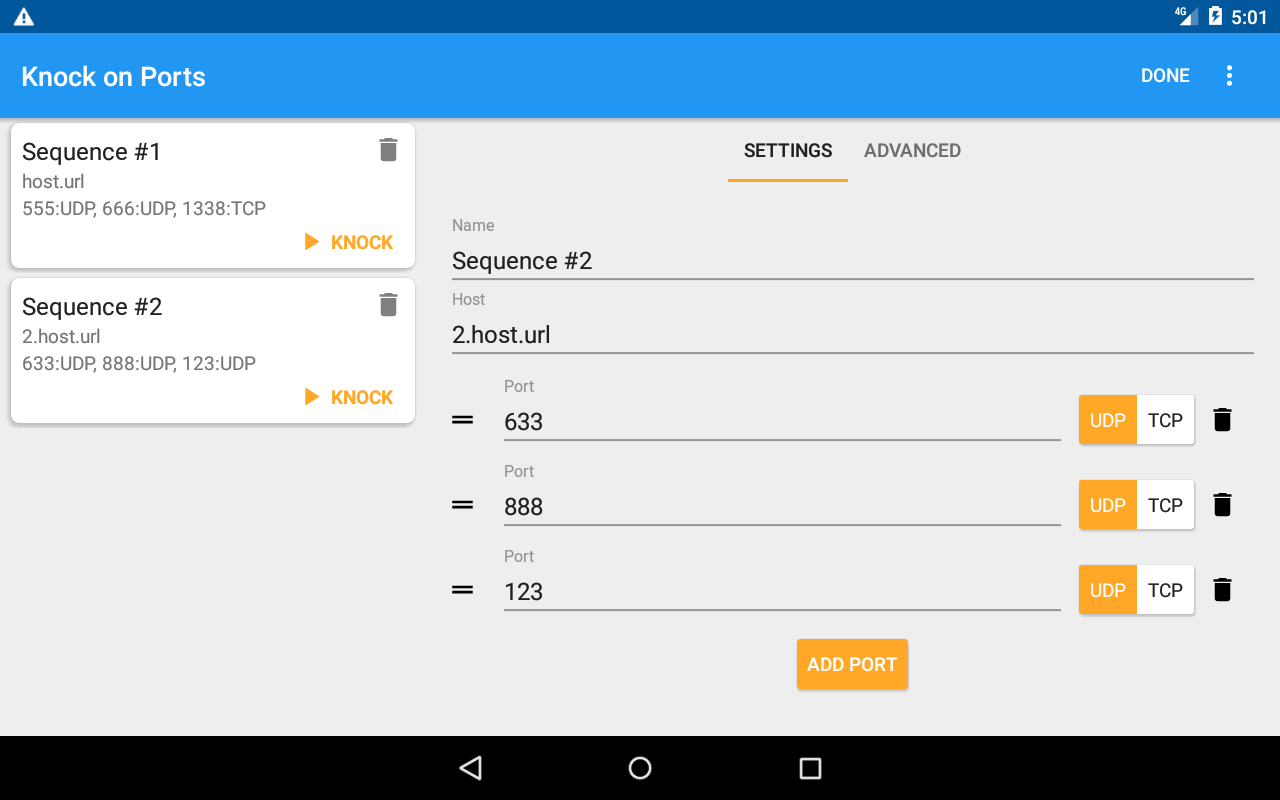 4G 5:01
Knock on Ports
DONE
Sequence #1
host.url
555:UDP, 666:UDP, 1338:TCP
KNOCK
Sequence #2
2.host.url
633:UDP, 888:UDP, 123:UDP
KNOCK
SETTINGS ADVANCED
Name
Sequence #2
Host
2.host.url
Port
633 UDP TCP
Port
888 UDP TCP
Port
123 UDP TCP
ADD PORT